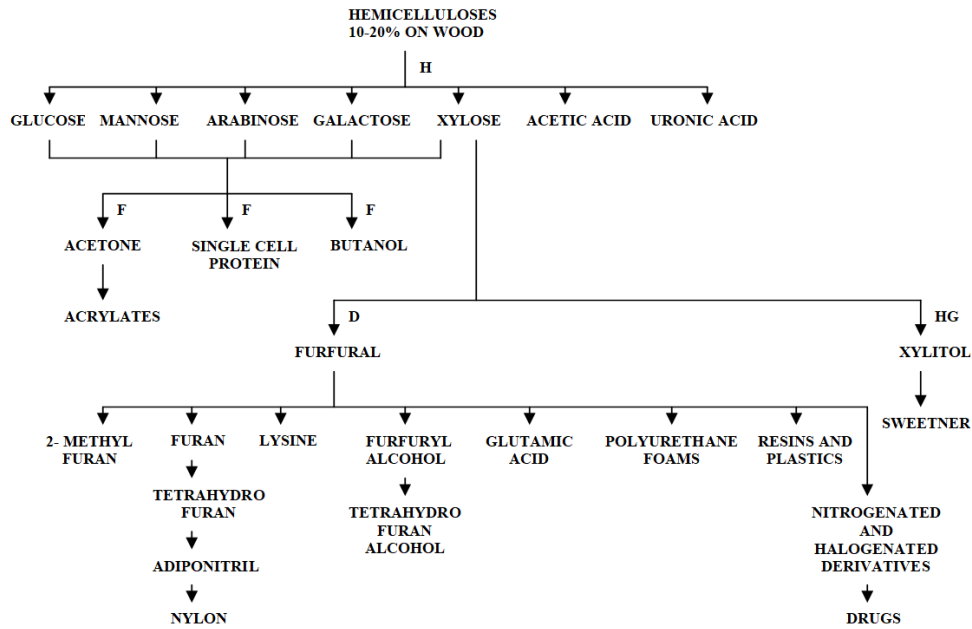 HEMICELLULOSES
10-20% ON WOOD
H
GLUCOSE MANNOSE ARABINOSE GALACTOSE XYLOSE ACETIC ACID URONIC ACID
F F F
ACETONE SINGLE CELL BUTANOL
PROTEIN
ACRYLATES
D HG
FURFURAL XYLITOL
SWEETNER
2- METHYL FURAN LYSINE FURFURYL GLUTAMIC POLYURETHANE RESINS AND
FURAN ALCOHOL ACID FOAMS PLASTICS
TETRAHYDRO TETRAHYDRO NITROGENATED
FURAN FURAN AND
ALCOHOL HALOGENATED
ADIPONITRIL DERIVATIVES
NYLON DRUGS